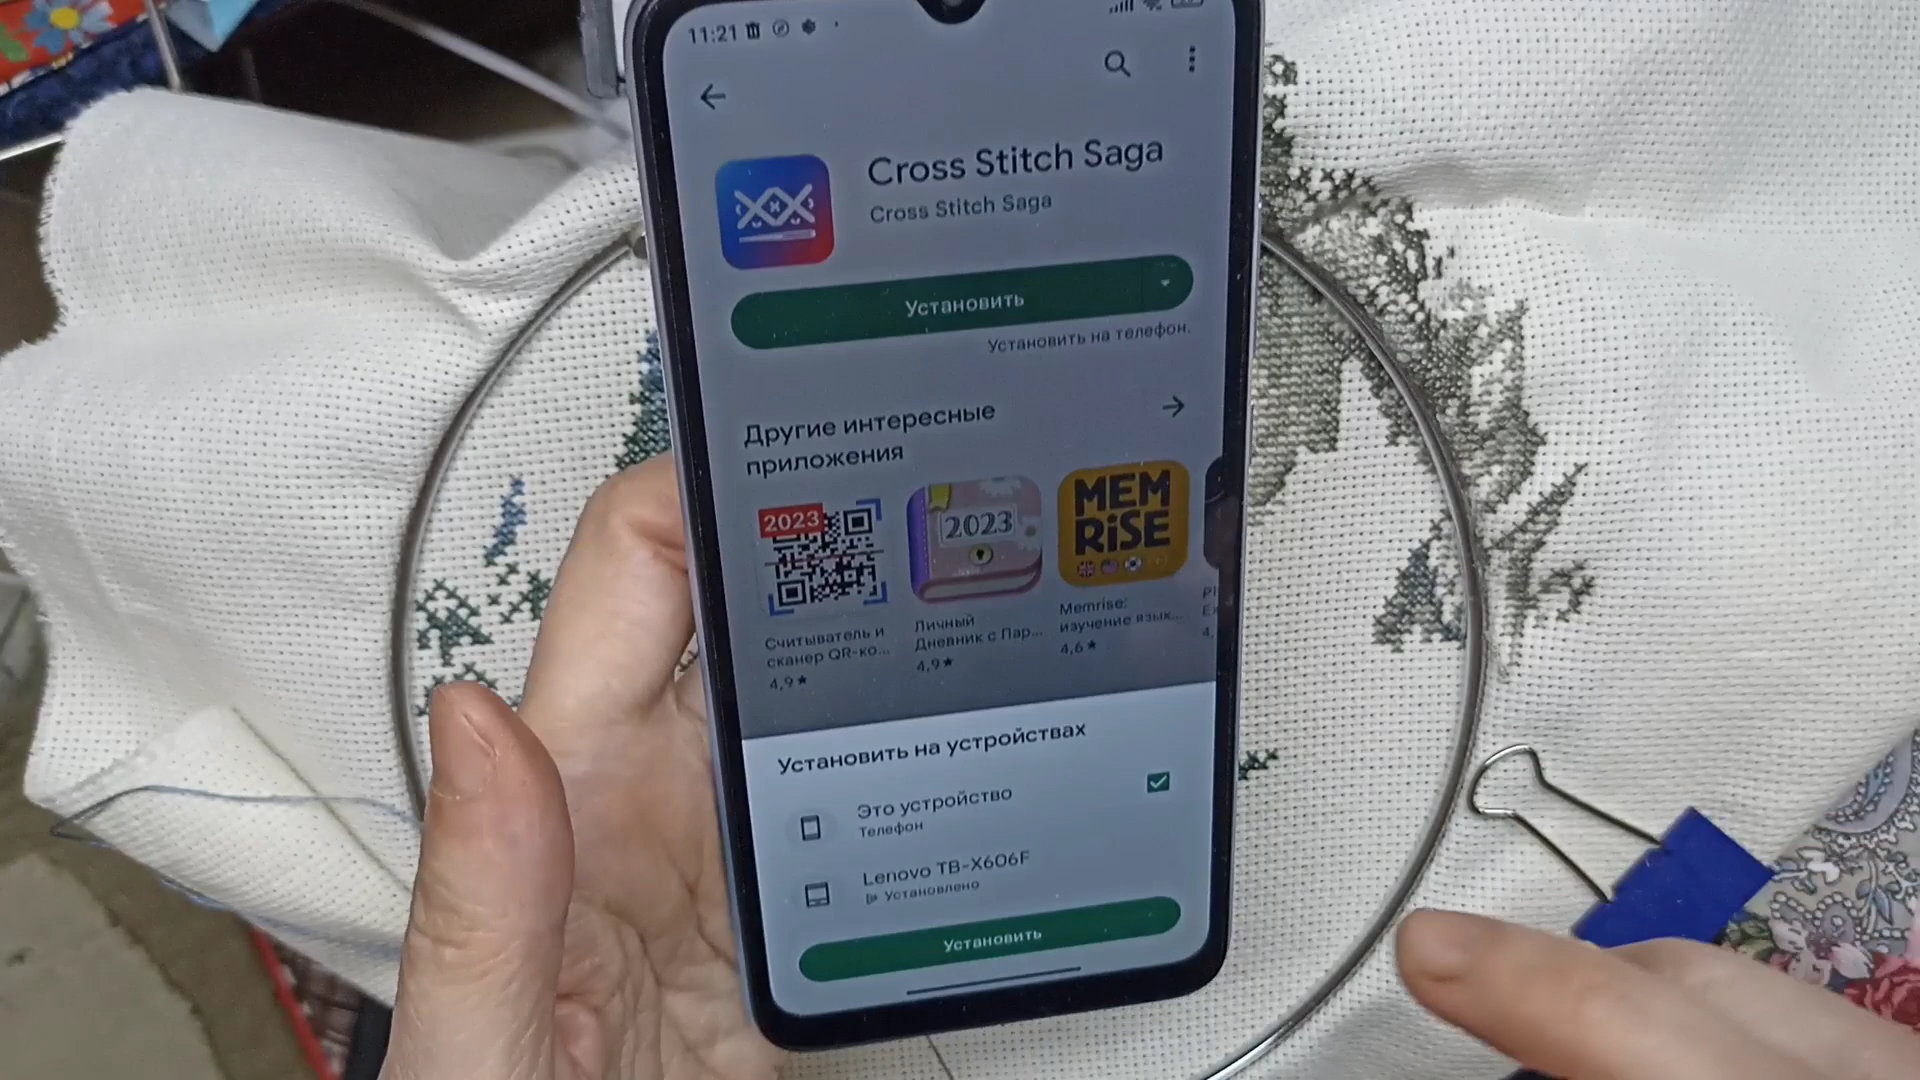 11:21
Cross Stitch Saga
Cross Stitch Saga
Установить
Установить на телефон.
Другие интересные
приложения
2023
2023
MEM
RiSE
Считыватель и
сканер QR-ко...
4,9★
Личный
Дневник с Пар...
4,9★
Memrise:
изучение язык...
4,6★
Установить на устройствах
Это устройство
Телефон
Lenovo TB-X606F
Установлено
Установить